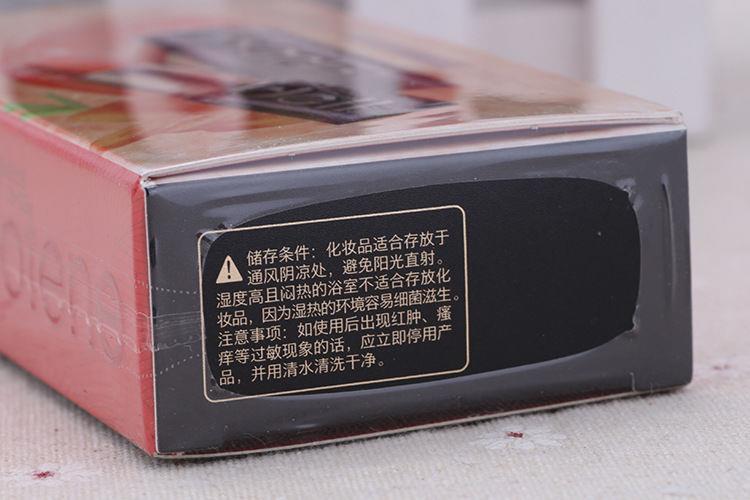 储存条件：化妆品适合存放于
通风阴凉处，避免阳光直射。
湿度高且闷热的浴室不适合存放化
妆品，因为湿热的环境容易细菌滋生。
注意事项：如使用后出现红肿、瘙
痒等过敏现象的话，应立即停用产
品，并用清水清洗干净。